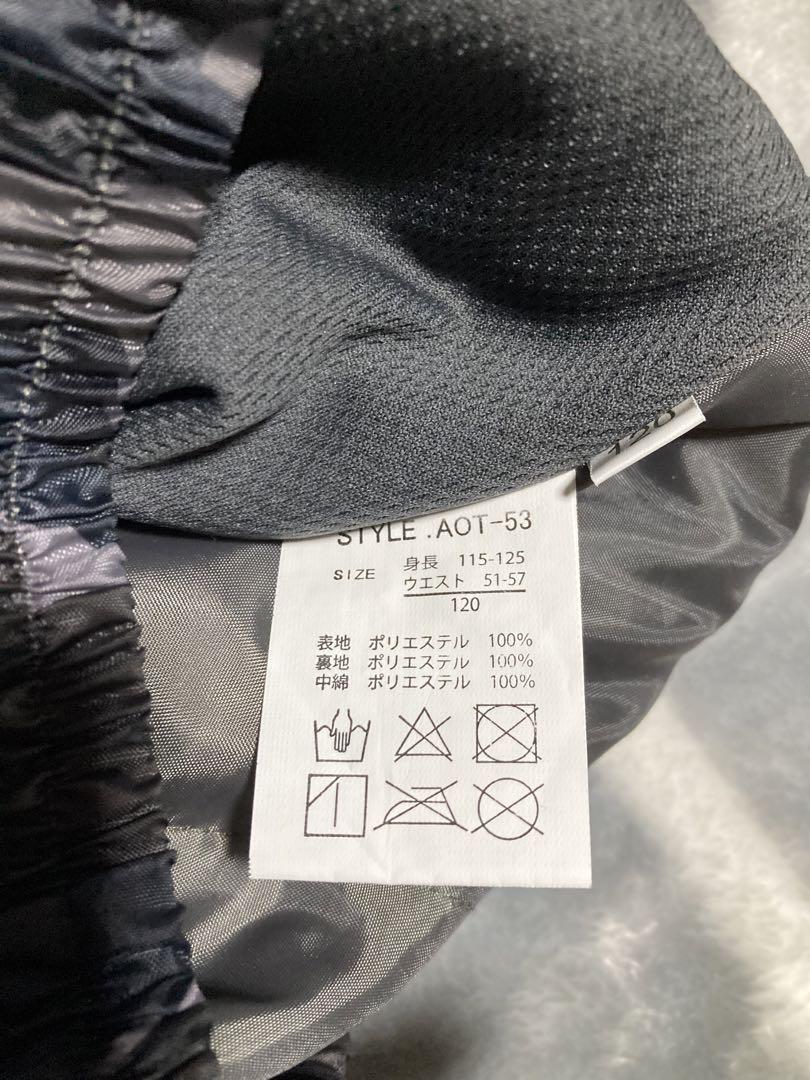 120
STYLE .AOT-53
SIZE 身長 115-125
ウエスト 51-57
120
表地 ポリエステル 100%
裏地 ポリエステル 100%
中綿 ポリエステル 100%